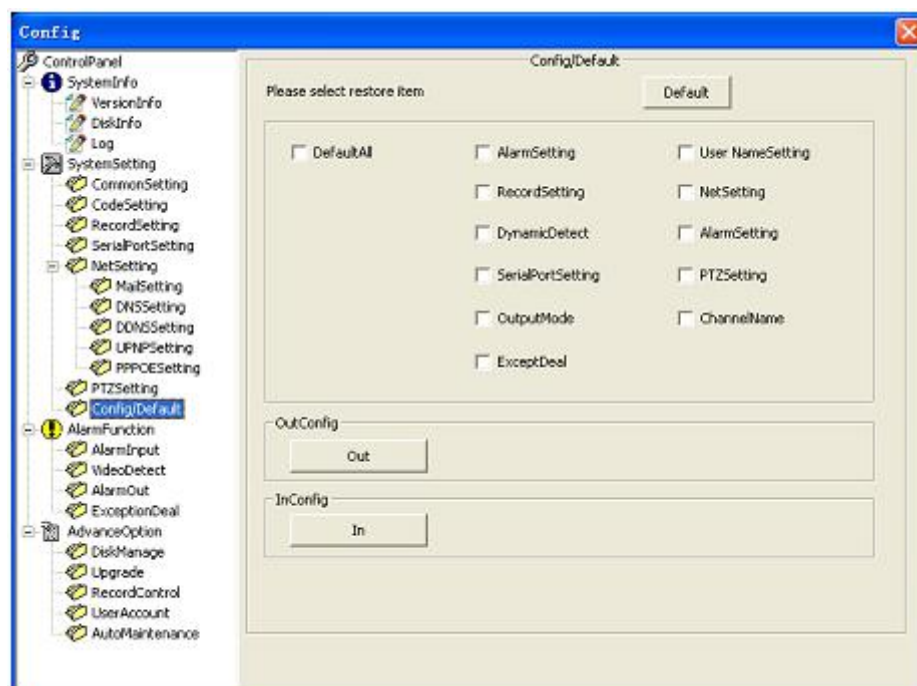 Config
ControlPanel
SystemInfo
VersionInfo
DiskInfo
Log
SystemSetting
CommonSetting
CodeSetting
RecordSetting
SerialPortSetting
NetSetting
MailSetting
DNSSetting
DDNSSetting
UPNPSetting
PPPOESetting
PTZSetting
Config/Default
AlarmFunction
AlarmInput
VideoDetect
AlarmOut
ExceptionDeal
AdvanceOption
DiskManage
Upgrade
RecordControl
UserAccount
AutoMaintenance
Config/Default
Please select restore item
Default
DefaultAll
AlarmSetting
User NameSetting
RecordSetting
NetSetting
DynamicDetect
AlarmSetting
SerialPortSetting
PTZSetting
OutputMode
ChannelName
ExceptDeal
OutConfig
Out
InConfig
In